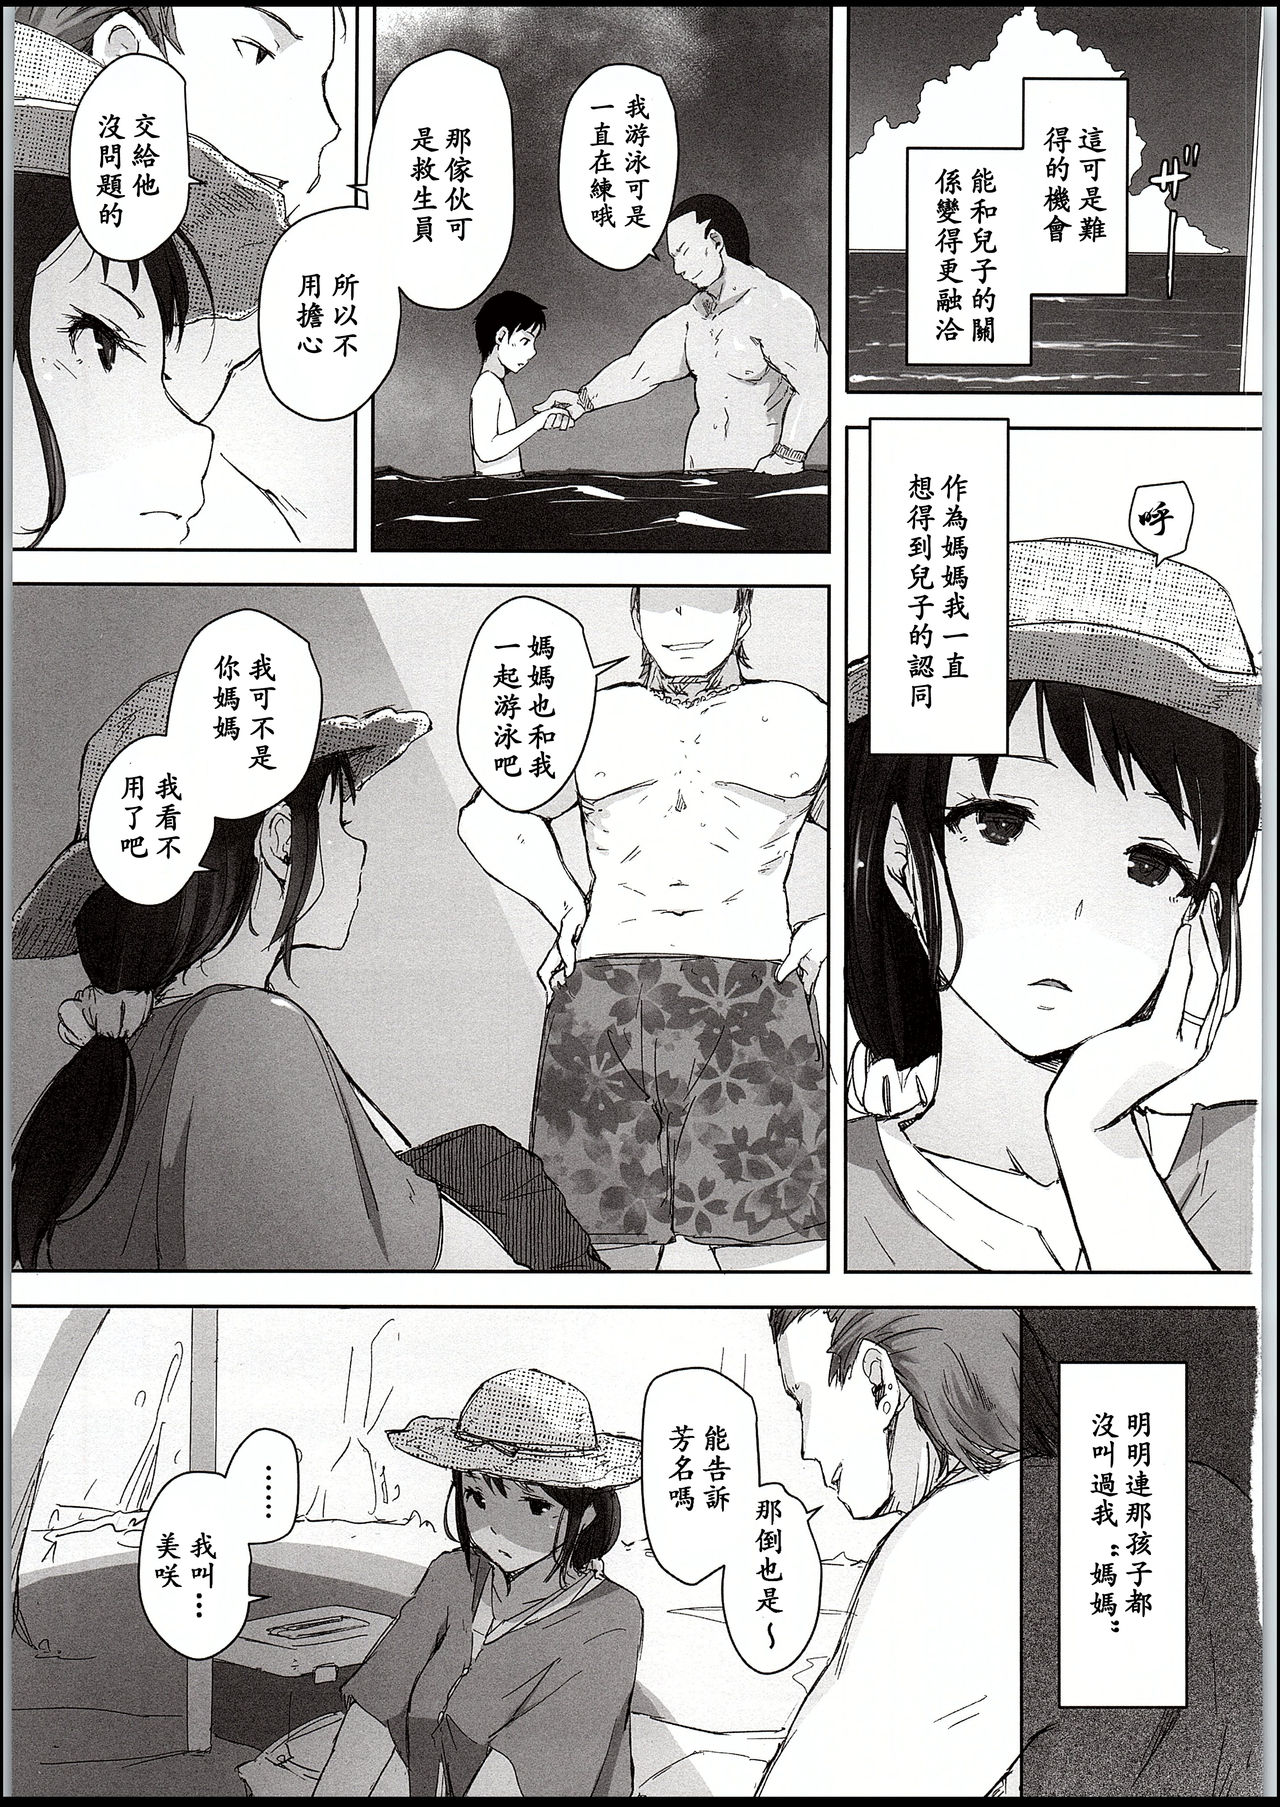 這可是難
得的機會
能和兒子的關
係變得更融洽
ザ
我游泳可是
一直在練哦
那傢伙可
是救生員
所以不
用擔心
交給他
沒問題的
呼
作為媽媽我一直
想得到兒子的認同
媽媽也和我
一起游泳吧
我可不是
你媽媽
我看不
用了吧
明明連那孩子都
沒叫過我“媽媽”
那倒也是～
能告訴
芳名嗎
……
我叫…
美咲